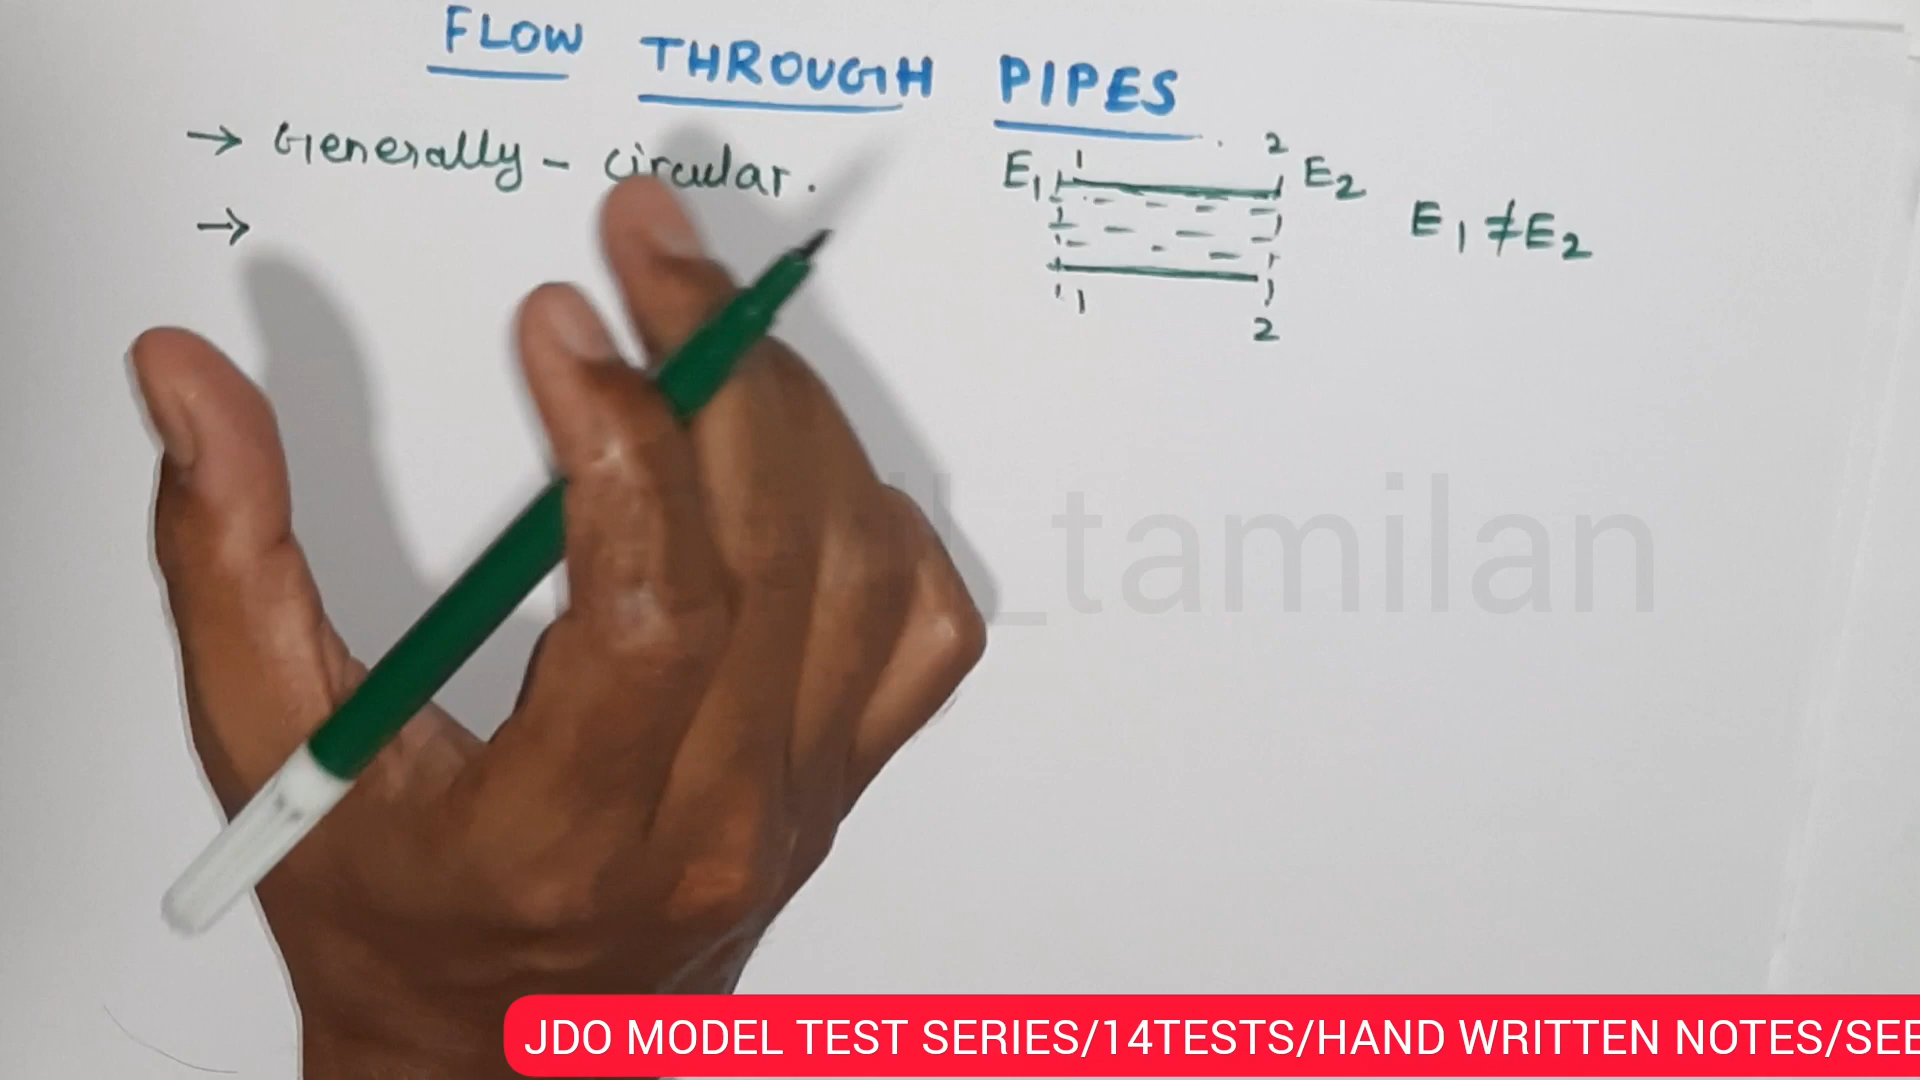 FLOW THROUGH PIPES
→ Generally - circular.
→
1 2
E1 E2
E1 ≠ E2
1 2
_tamilan
JDO MODEL TEST SERIES/14TESTS/HAND WRITTEN NOTES/SEE